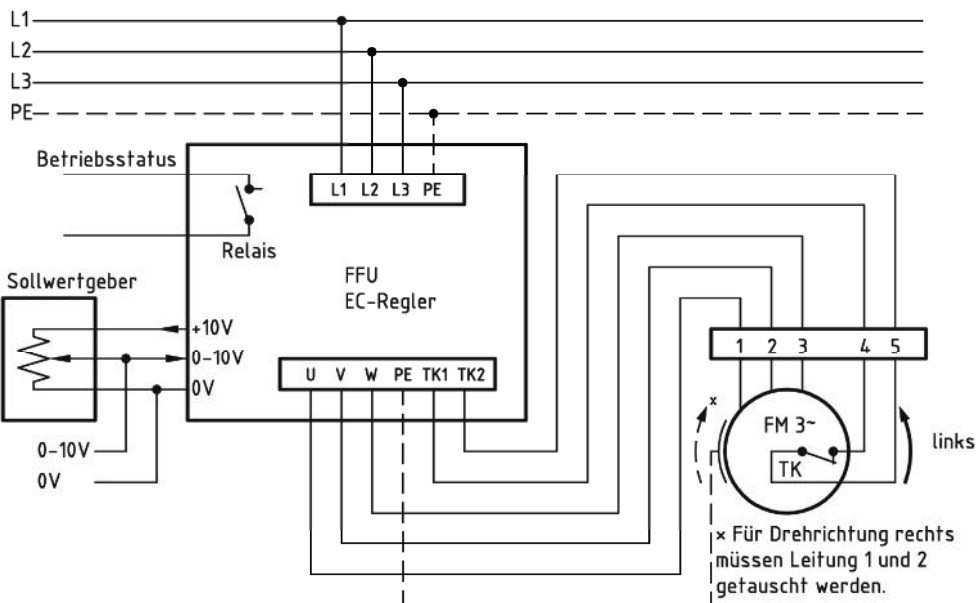 L1
L2
L3
PE
Betriebsstatus
L1 L2 L3 PE
Relais
Sollwertgeber
FFU
EC-Regler
+10V
0-10V
0V
U V W PE TK1 TK2
1 2 3 4 5
×
FM 3~
TK
links
0-10V
0V
× Für Drehrichtung rechts
müssen Leitung 1 und 2
getauscht werden.